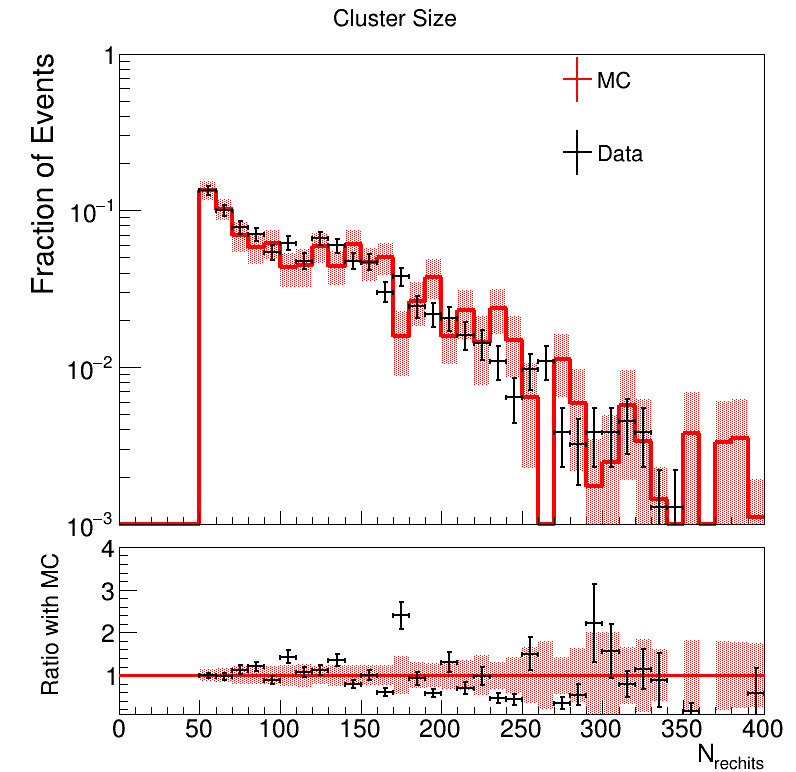 Cluster Size
1
MC
Data
Fraction of Events
10⁻¹
10⁻²
10⁻³
4
3
2
1
Ratio with MC
0 50 100 150 200 250 300 350 400
N_rechits